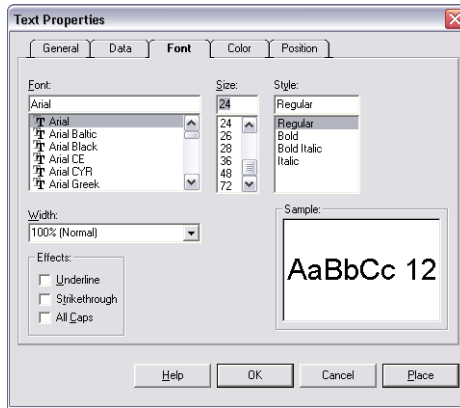 Text Properties
General Data Font Color Position
Font: Size: Style:
Arial 24 Regular
Arial 24 Regular
Arial Baltic 26 Bold
Arial Black 28 Bold Italic
Arial CE 36 Italic
Arial CYR 48
Arial Greek 72
Width: Sample:
100% (Normal)
AaBbCc 12
Effects:
Underline
Strikethrough
All Caps
Help OK Cancel Place